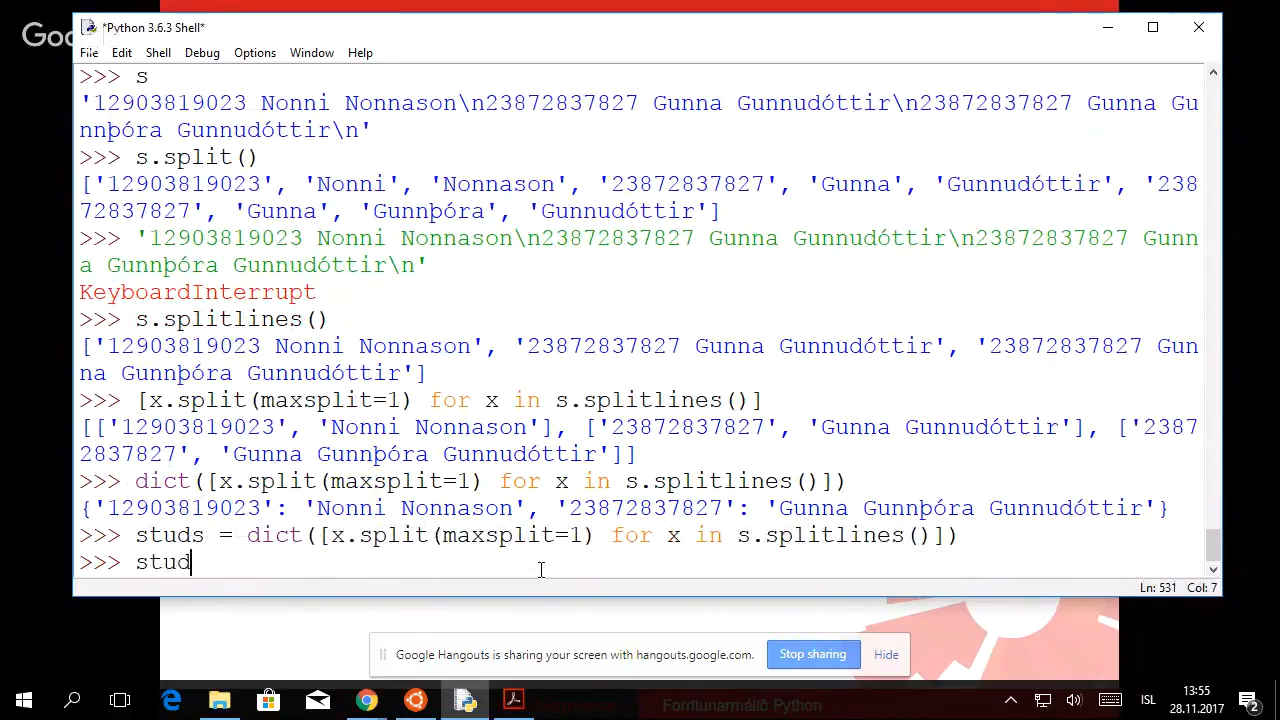 Goo
*Python 3.6.3 Shell*
File Edit Shell Debug Options Window Help
>>> s
'12903819023 Nonni Nonnason\n23872837827 Gunna Gunnudóttir\n23872837827 Gunna Gu
nnþóra Gunnudóttir\n'
>>> s.split()
['12903819023', 'Nonni', 'Nonnason', '23872837827', 'Gunna', 'Gunnudóttir', '238
72837827', 'Gunna', 'Gunnþóra', 'Gunnudóttir']
>>> '12903819023 Nonni Nonnason\n23872837827 Gunna Gunnudóttir\n23872837827 Gunn
a Gunnþóra Gunnudóttir\n'
KeyboardInterrupt
>>> s.splitlines()
['12903819023 Nonni Nonnason', '23872837827 Gunna Gunnudóttir', '23872837827 Gun
na Gunnþóra Gunnudóttir']
>>> [x.split(maxsplit=1) for x in s.splitlines()]
[['12903819023', 'Nonni Nonnason'], ['23872837827', 'Gunna Gunnudóttir'], ['2387
2837827', 'Gunna Gunnþóra Gunnudóttir']]
>>> dict([x.split(maxsplit=1) for x in s.splitlines()])
{'12903819023': 'Nonni Nonnason', '23872837827': 'Gunna Gunnþóra Gunnudóttir'}
>>> studs = dict([x.split(maxsplit=1) for x in s.splitlines()])
>>> stud
Ln: 531 Col: 7
Google Hangouts is sharing your screen with hangouts.google.com. Stop sharing Hide
Forritunarmálið Python
ÍSL
13:55
28.11.2017
2